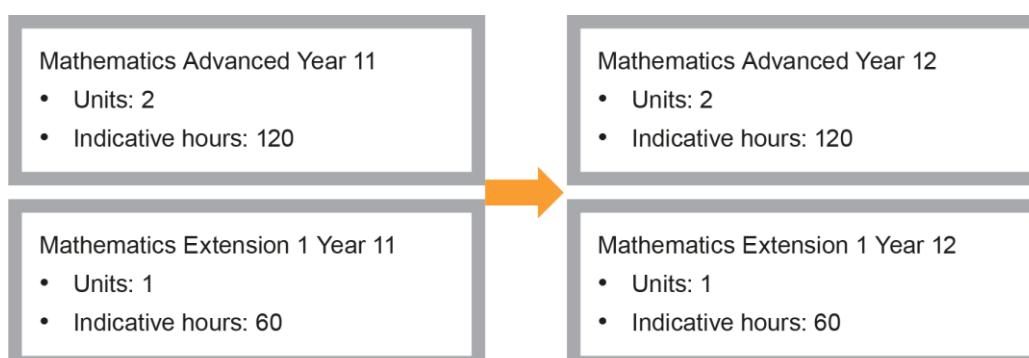 Mathematics Advanced Year 11
• Units: 2
• Indicative hours: 120
Mathematics Advanced Year 12
• Units: 2
• Indicative hours: 120
Mathematics Extension 1 Year 11
• Units: 1
• Indicative hours: 60
Mathematics Extension 1 Year 12
• Units: 1
• Indicative hours: 60